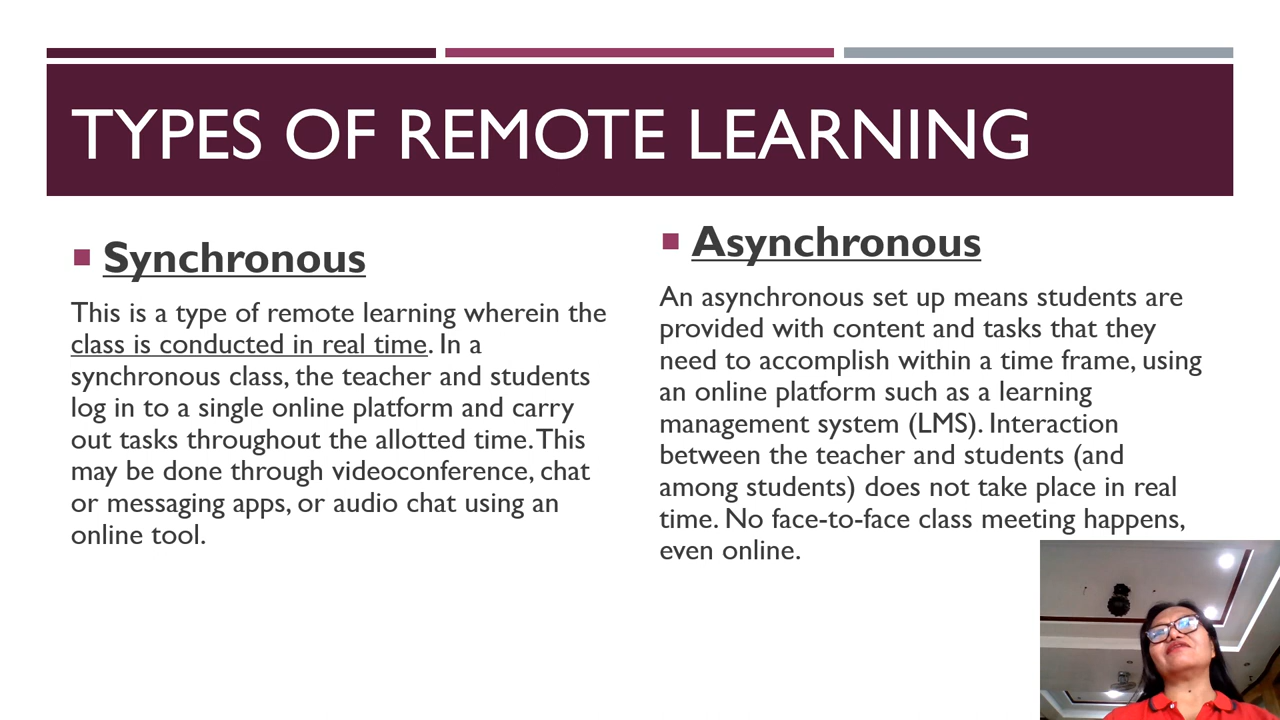 TYPES OF REMOTE LEARNING
Synchronous
This is a type of remote learning wherein the
class is conducted in real time. In a
synchronous class, the teacher and students
log in to a single online platform and carry
out tasks throughout the allotted time. This
may be done through videoconference, chat
or messaging apps, or audio chat using an
online tool.
Asynchronous
An asynchronous set up means students are
provided with content and tasks that they
need to accomplish within a time frame, using
an online platform such as a learning
management system (LMS). Interaction
between the teacher and students (and
among students) does not take place in real
time. No face-to-face class meeting happens,
even online.